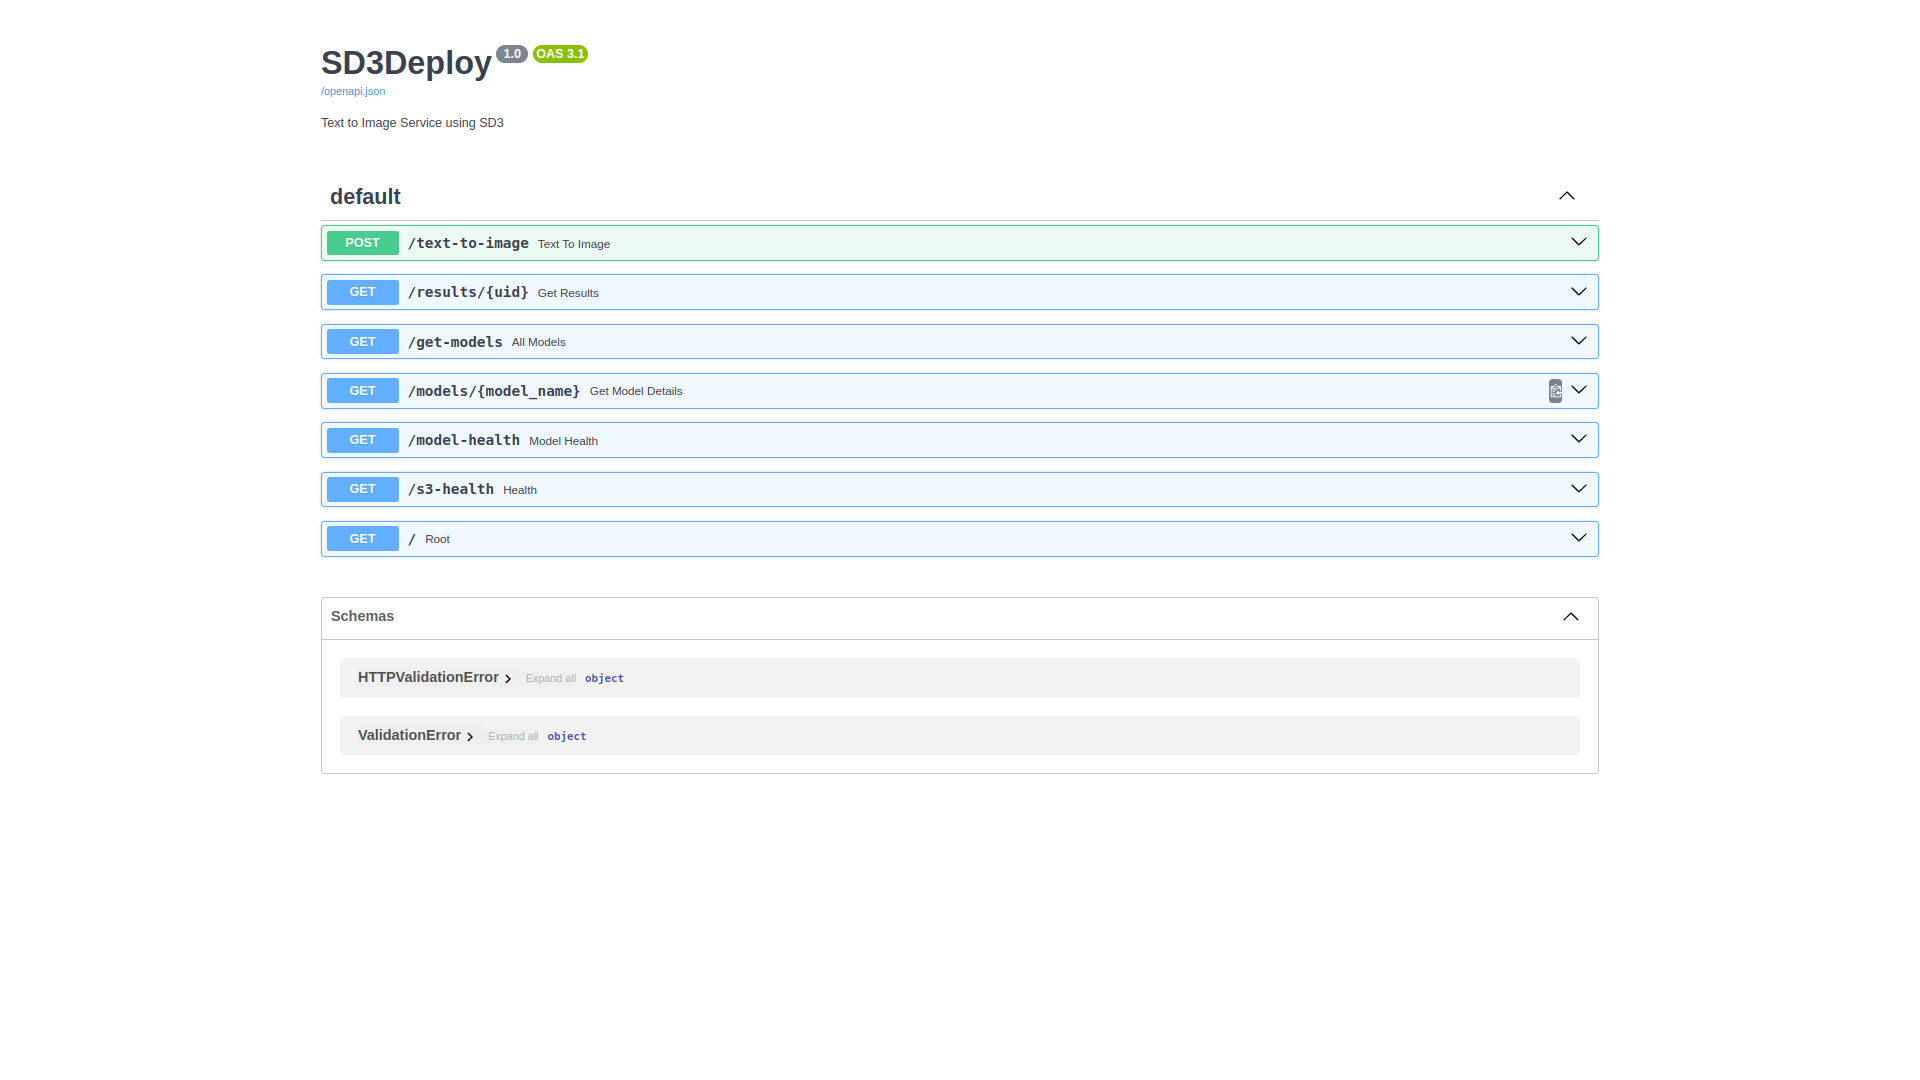 SD3Deploy 1.0 OAS 3.1
/openapi.json
Text to Image Service using SD3
default
POST /text-to-image Text To Image
GET /results/{uid} Get Results
GET /get-models All Models
GET /models/{model_name} Get Model Details
GET /model-health Model Health
GET /s3-health Health
GET / Root
Schemas
HTTPValidationError Expand all object
ValidationError Expand all object